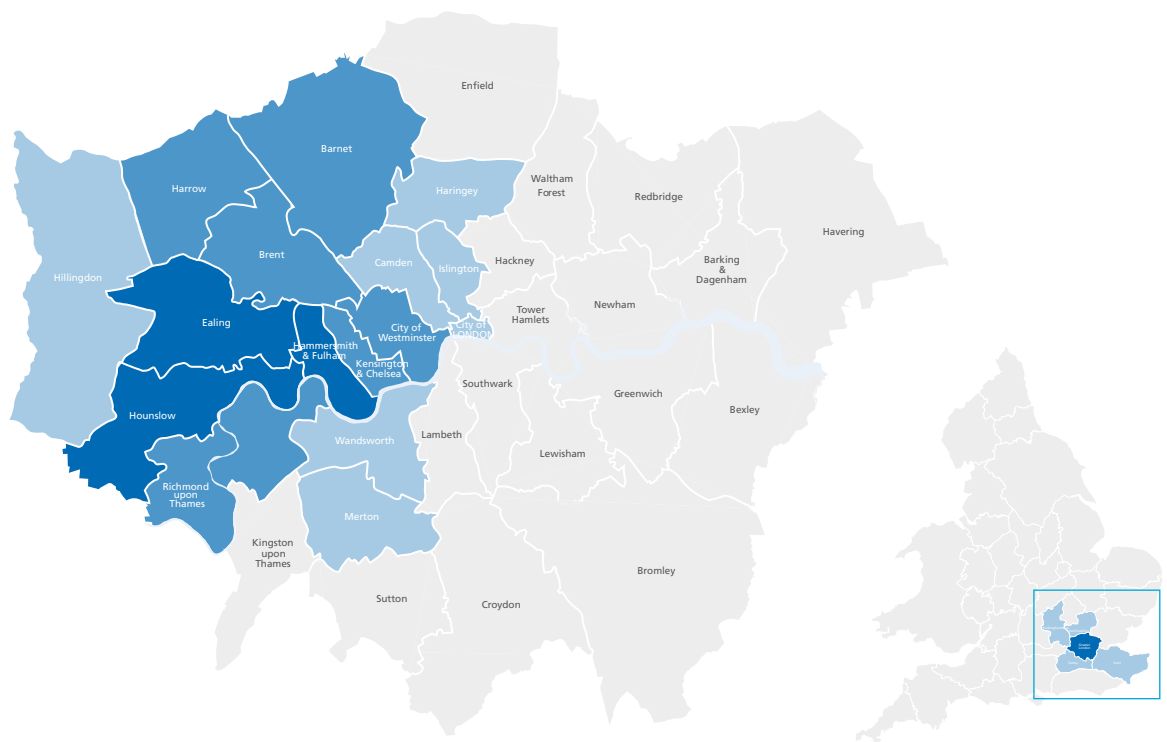 Enfield
Barnet
Waltham
Forest
Harrow
Haringey
Redbridge
Havering
Brent
Hackney
Camden
Islington
Barking
&
Dagenham
Hillingdon
Newham
Tower
Hamlets
Ealing
City of
Westminster
City of
LONDON
Hammersmith
& Fulham
Kensington
& Chelsea
Southwark
Greenwich
Hounslow
Bexley
Lambeth
Wandsworth
Lewisham
Richmond
upon
Thames
Merton
Kingston
upon
Thames
Bromley
Sutton
Croydon